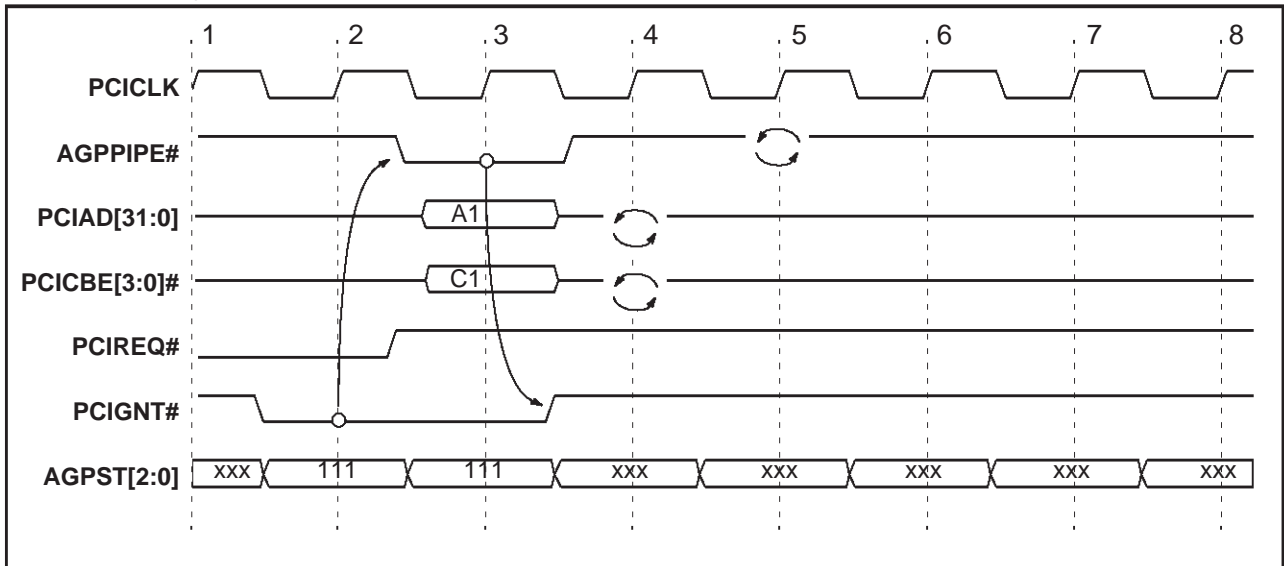 1 2 3 4 5 6 7 8
PCICLK
AGPPIPE#
PCIAD[31:0] A1
PCICBE[3:0]# C1
PCIREQ#
PCIGNT#
AGPST[2:0] xxx 111 111 xxx xxx xxx xxx xxx